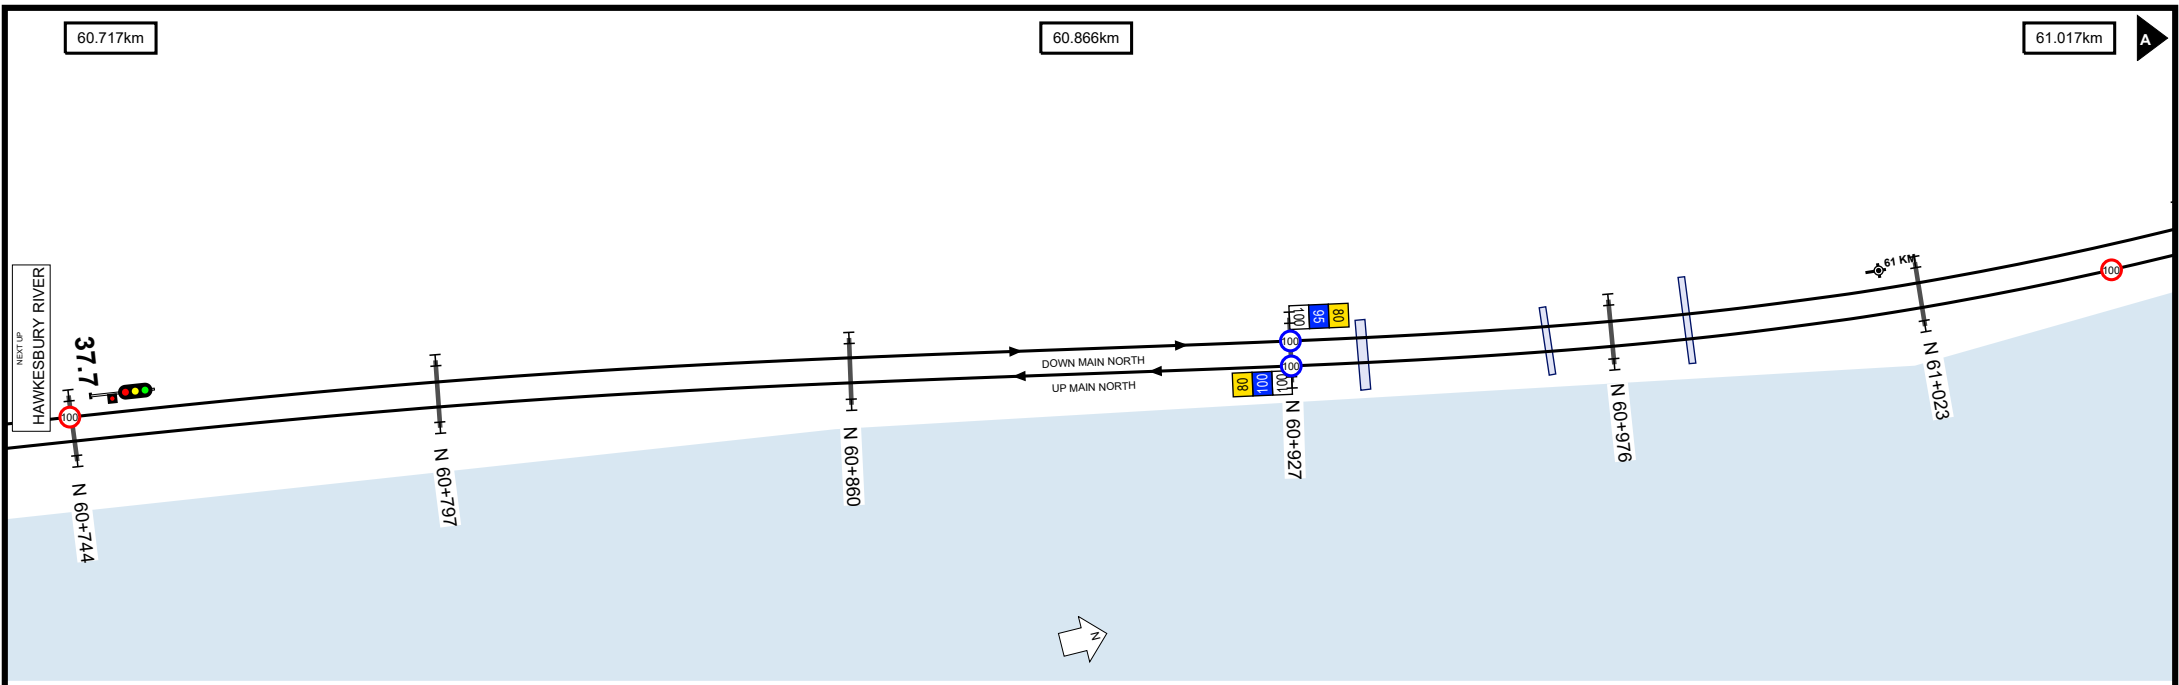 60.717km
60.866km
61.017km
A
NEXT UP
HAWKESBURY RIVER
37.7
100
N 60+744
N 60+797
N 60+860
DOWN MAIN NORTH
UP MAIN NORTH
100 95 80
100
100
80 100 100
N 60+927
N 60+976
61 KM
N 61+023
100
N